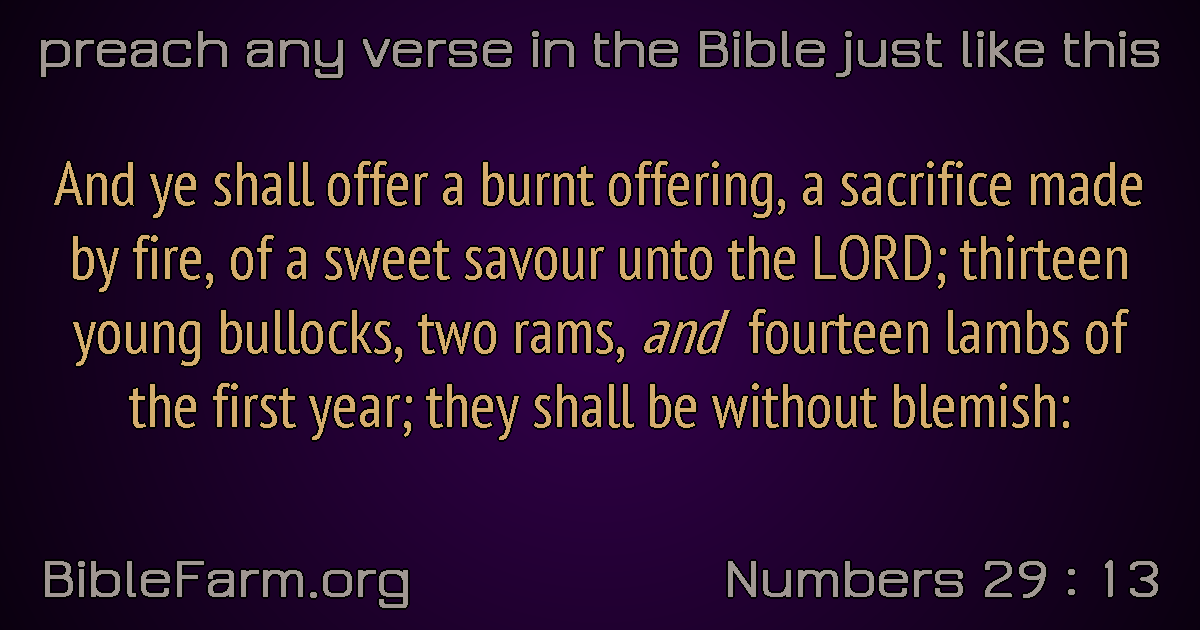 preach any verse in the Bible just like this
And ye shall offer a burnt offering, a sacrifice made
by fire, of a sweet savour unto the LORD; thirteen
young bullocks, two rams, and fourteen lambs of
the first year; they shall be without blemish:
BibleFarm.org
Numbers 29 : 13